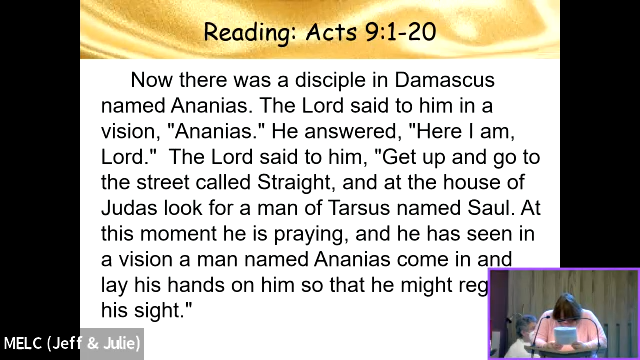 Reading: Acts 9:1-20
Now there was a disciple in Damascus
named Ananias. The Lord said to him in a
vision, "Ananias." He answered, "Here I am,
Lord."  The Lord said to him, "Get up and go to
the street called Straight, and at the house of
Judas look for a man of Tarsus named Saul. At
this moment he is praying, and he has seen in
a vision a man named Ananias come in and
lay his hands on him so that he might reg
his sight."
MELC (Jeff & Julie)